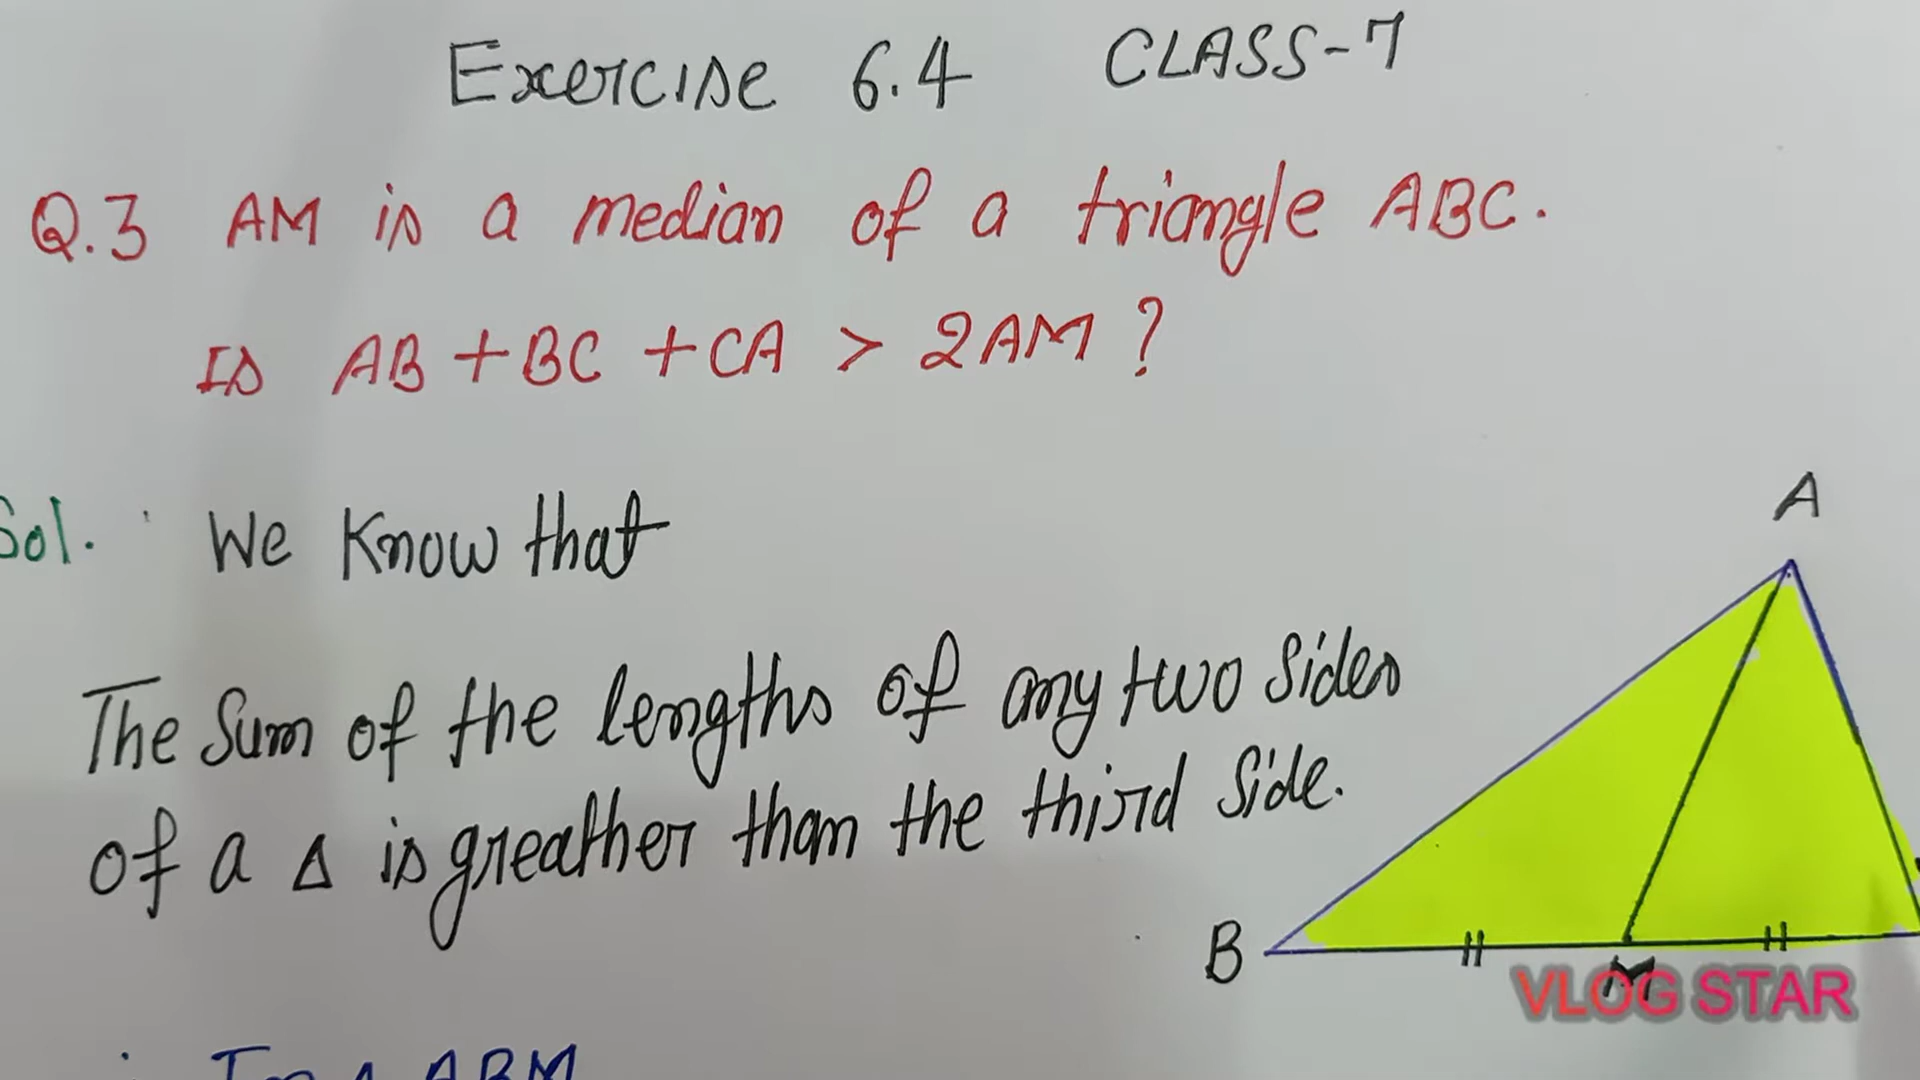 Exercise 6.4 CLASS-7
Q.3 AM is a median of a triangle ABC.
Is AB + BC + CA > 2AM ?
Sol. We Know that
The Sum of the lengths of any two Sides
of a Δ is greather than the third Side.
A
B
M
VLOG STAR
In Δ ABM